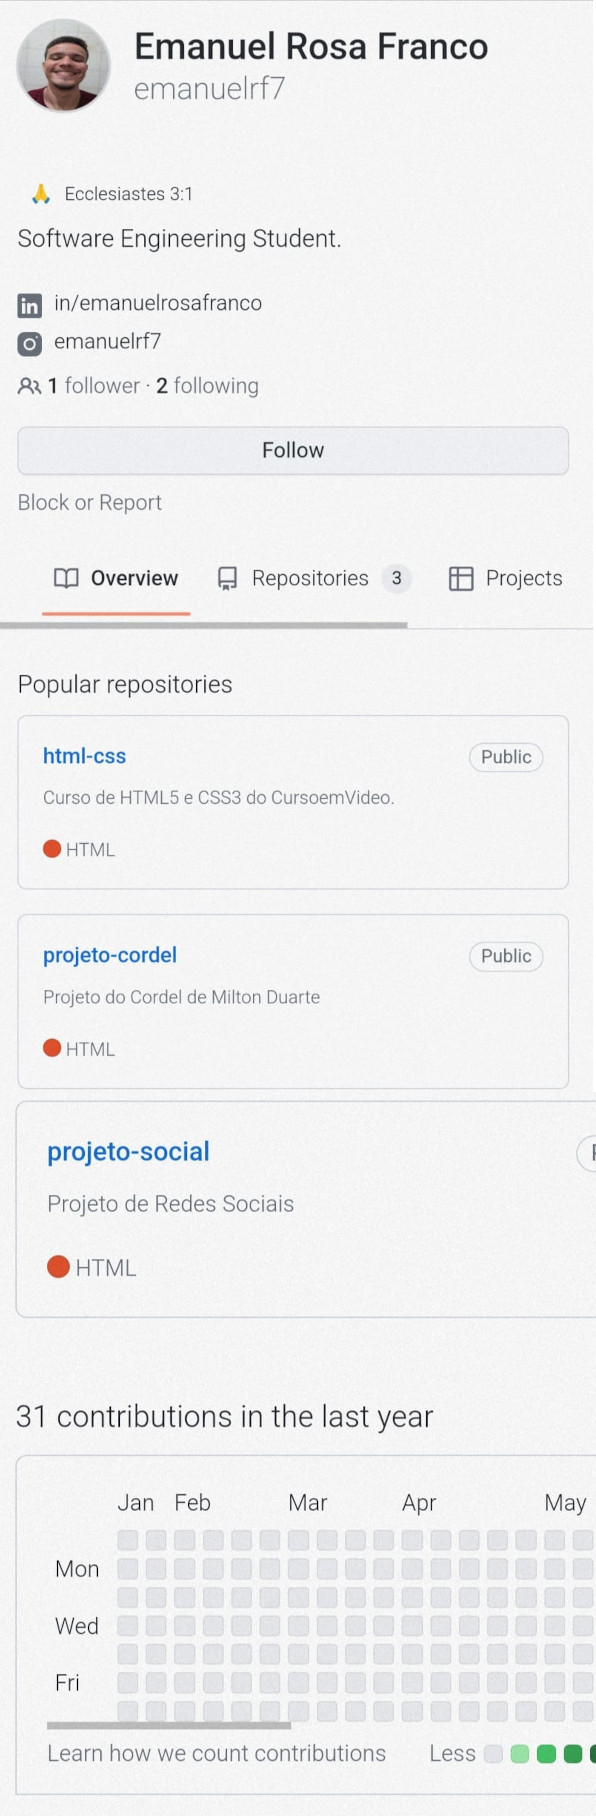 Emanuel Rosa Franco
emanuelrf7
🙏 Ecclesiastes 3:1
Software Engineering Student.
in/emanuelrosafranco
emanuelrf7
1 follower · 2 following
Follow
Block or Report
Overview Repositories 3 Projects
Popular repositories
html-css Public
Curso de HTML5 e CSS3 do CursoemVideo.
HTML
projeto-cordel Public
Projeto do Cordel de Milton Duarte
HTML
projeto-social
Projeto de Redes Sociais
HTML
31 contributions in the last year
Jan Feb Mar Apr May
Mon
Wed
Fri
Learn how we count contributions Less